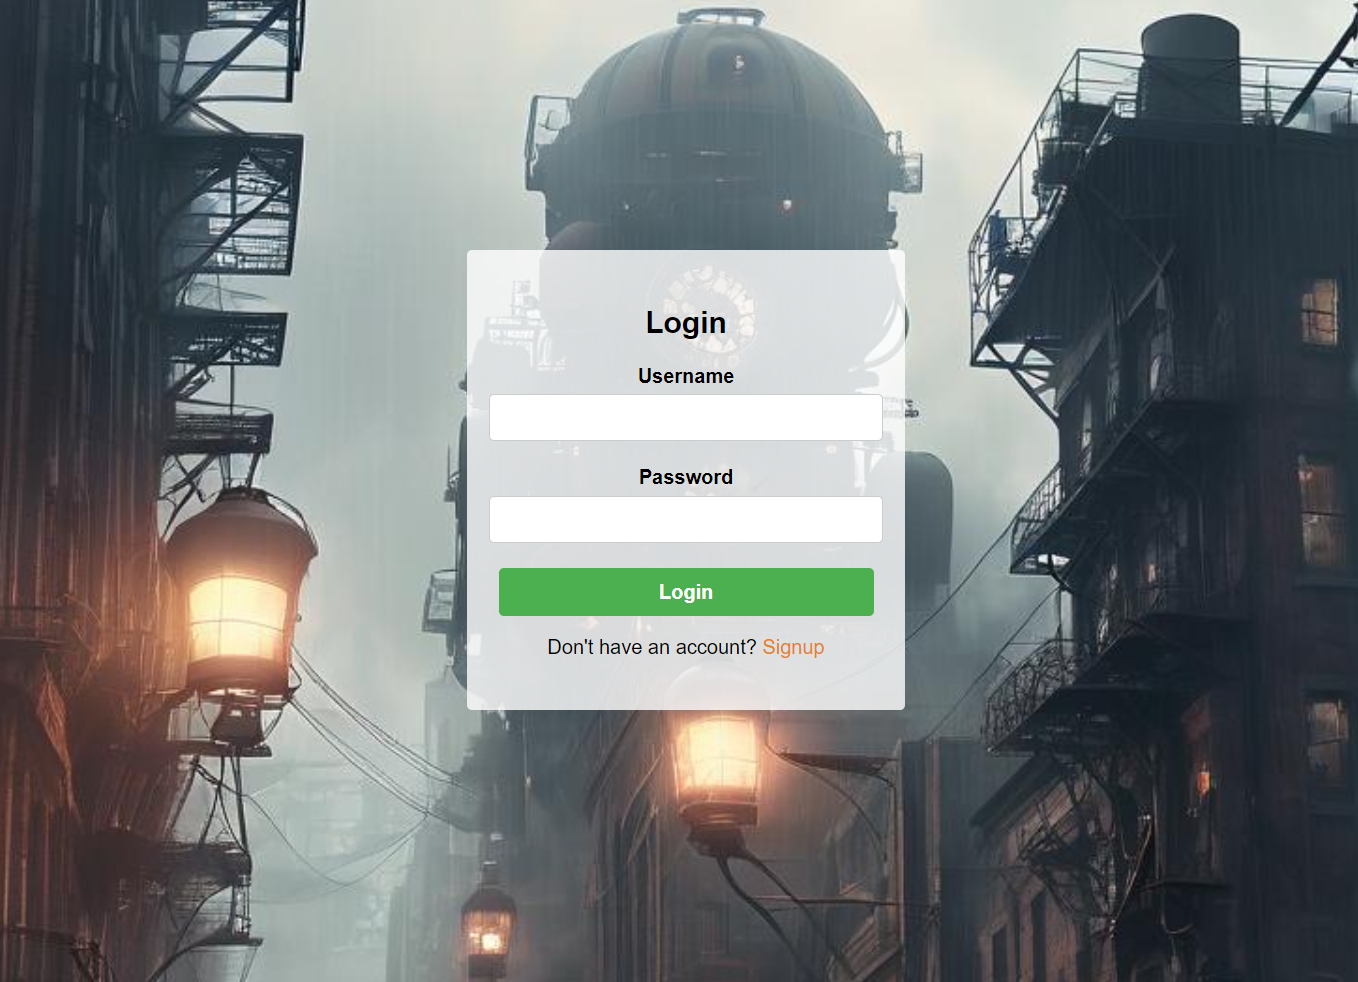 Login
Username
Password
Login
Don't have an account? Signup